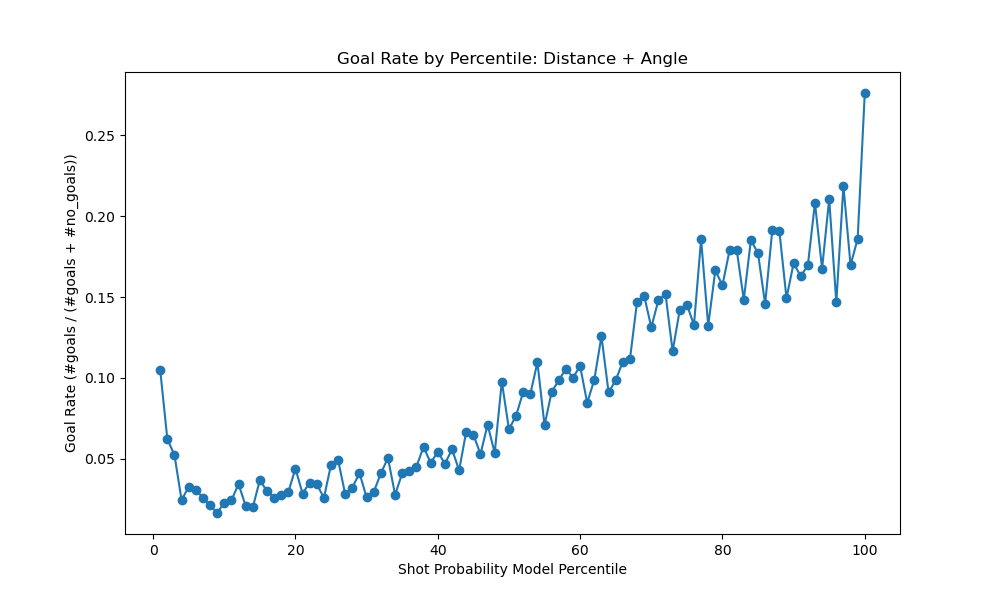 Goal Rate by Percentile: Distance + Angle
Goal Rate (#goals / (#goals + #no_goals))
0.25
0.20
0.15
0.10
0.05
0 20 40 60 80 100
Shot Probability Model Percentile